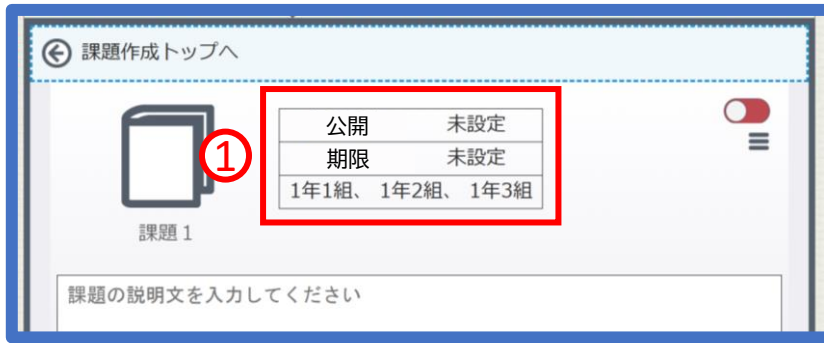 課題作成トップへ
①
公開 未設定
期限 未設定
1年1組、 1年2組、 1年3組
課題1
課題の説明文を入力してください